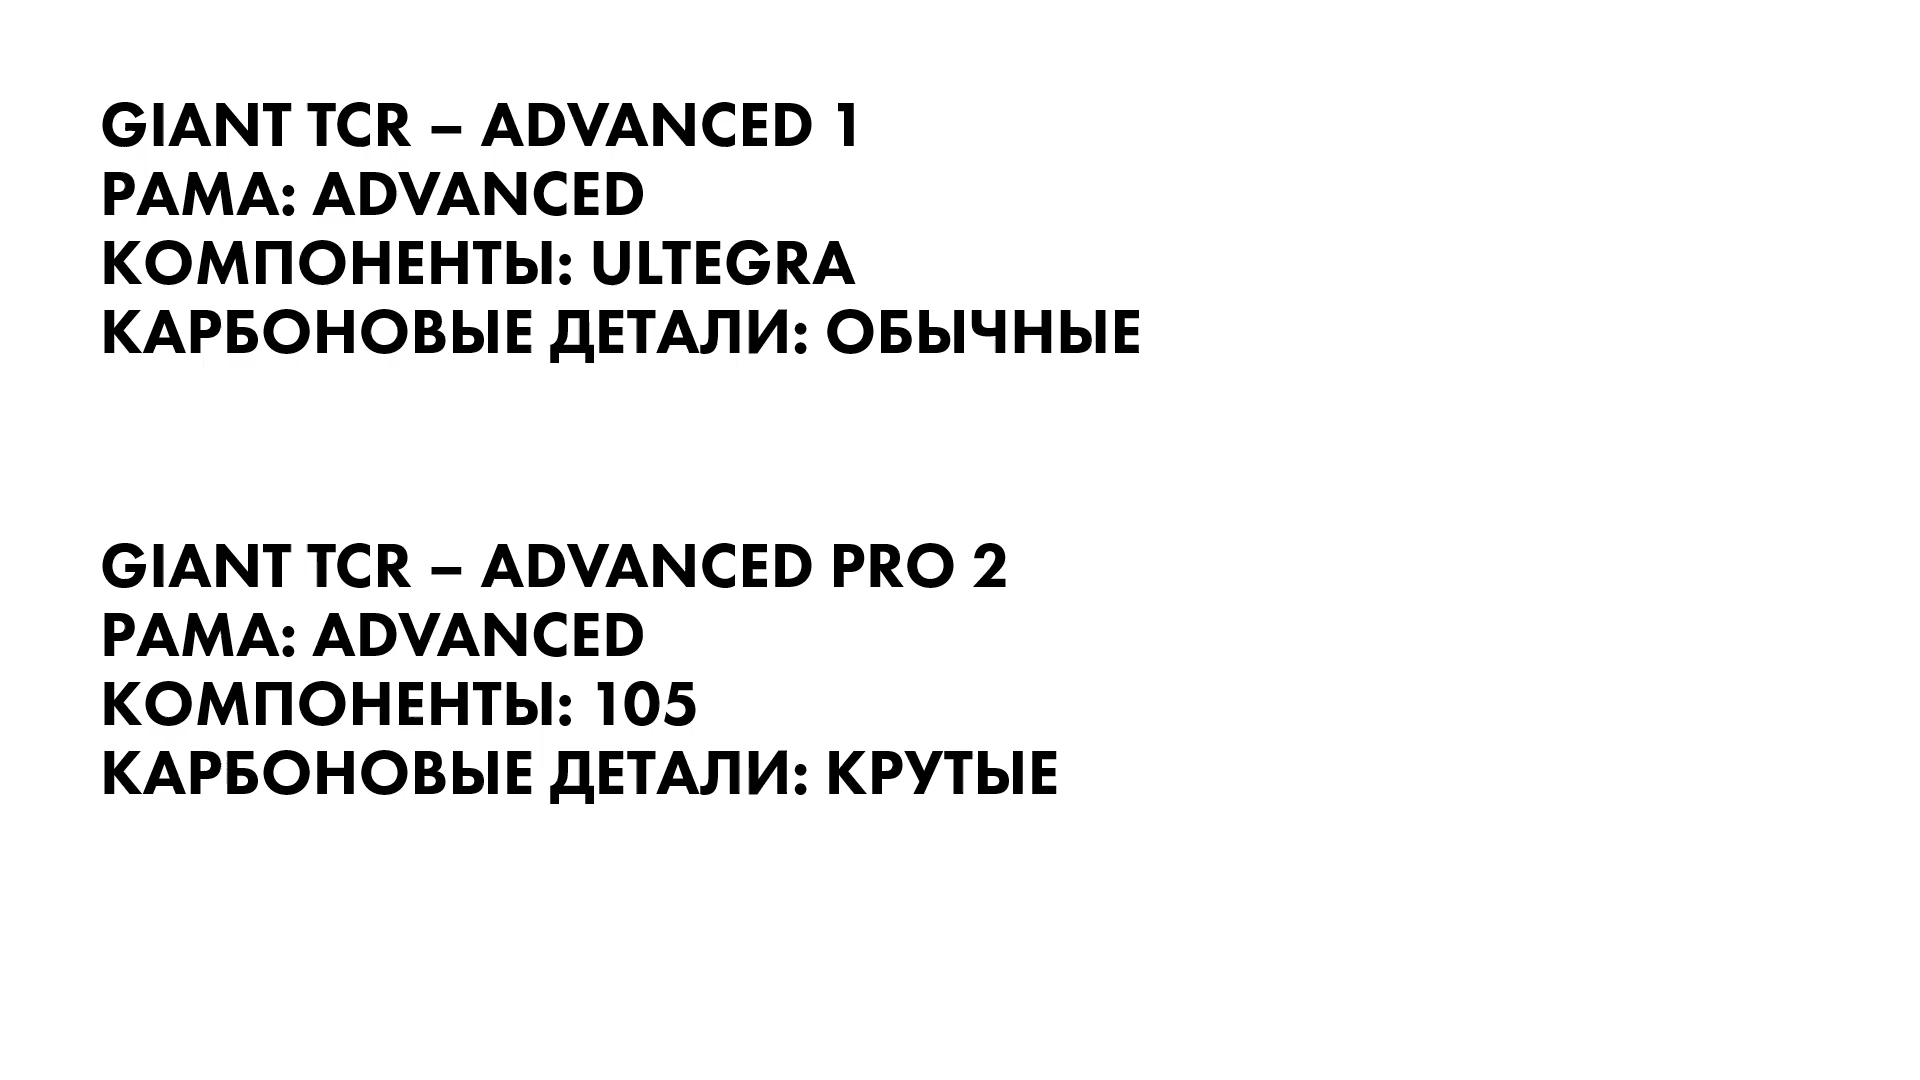 GIANT TCR – ADVANCED 1
РАМА: ADVANCED
КОМПОНЕНТЫ: ULTEGRA
КАРБОНОВЫЕ ДЕТАЛИ: ОБЫЧНЫЕ
GIANT TCR – ADVANCED PRO 2
РАМА: ADVANCED
КОМПОНЕНТЫ: 105
КАРБОНОВЫЕ ДЕТАЛИ: КРУТЫЕ